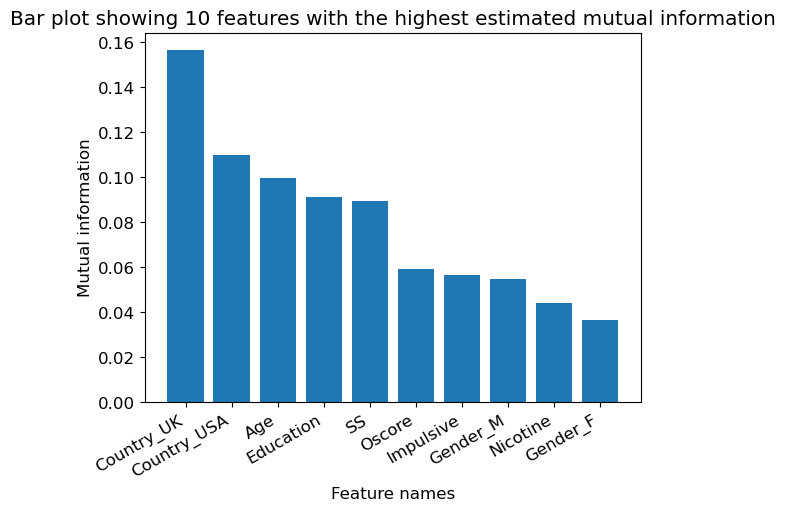 Bar plot showing 10 features with the highest estimated mutual information
Mutual information
0.16
0.14
0.12
0.10
0.08
0.06
0.04
0.02
0.00
Country_UK
Country_USA
Age
Education
SS
Oscore
Impulsive
Gender_M
Nicotine
Gender_F
Feature names